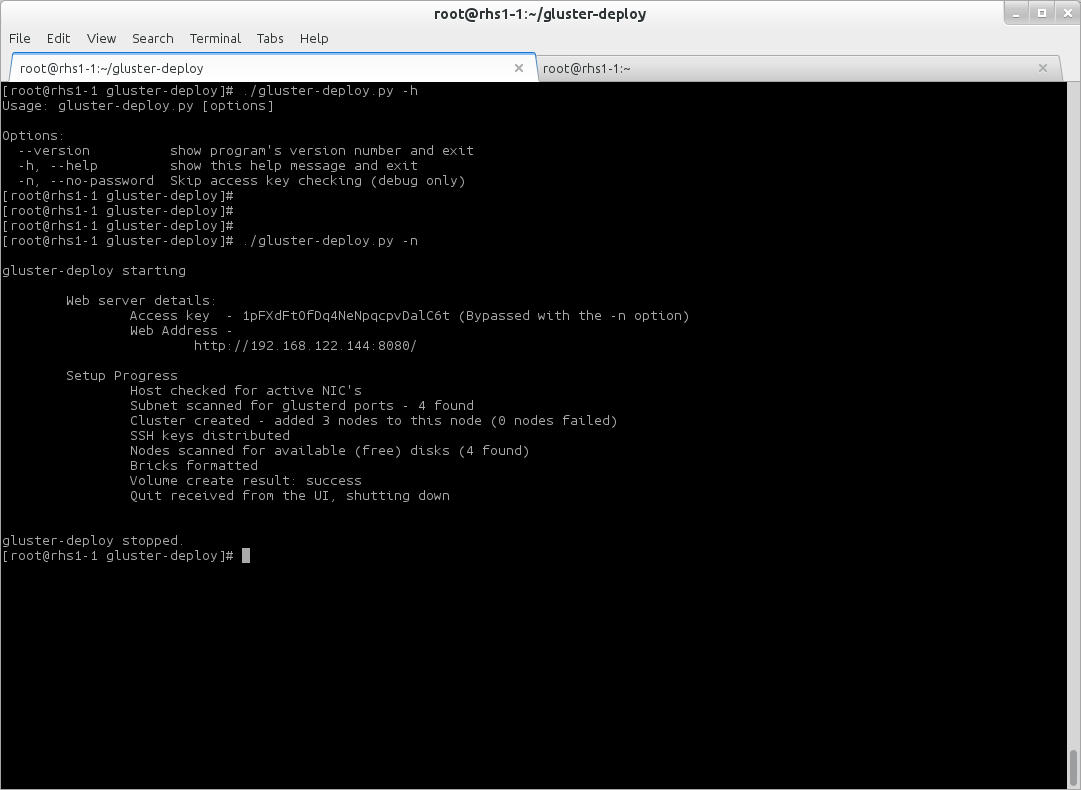 root@rhs1-1:~/gluster-deploy
File Edit View Search Terminal Tabs Help
root@rhs1-1:~/gluster-deploy root@rhs1-1:~
[root@rhs1-1 gluster-deploy]# ./gluster-deploy.py -h
Usage: gluster-deploy.py [options]
Options:
--version show program's version number and exit
-h, --help show this help message and exit
-n, --no-password Skip access key checking (debug only)
[root@rhs1-1 gluster-deploy]#
[root@rhs1-1 gluster-deploy]#
[root@rhs1-1 gluster-deploy]#
[root@rhs1-1 gluster-deploy]# ./gluster-deploy.py -n
gluster-deploy starting
Web server details:
Access key - 1pFXdFtOfDq4NeNpqcpvDalC6t (Bypassed with the -n option)
Web Address -
http://192.168.122.144:8080/
Setup Progress
Host checked for active NIC's
Subnet scanned for glusterd ports - 4 found
Cluster created - added 3 nodes to this node (0 nodes failed)
SSH keys distributed
Nodes scanned for available (free) disks (4 found)
Bricks formatted
Volume create result: success
Quit received from the UI, shutting down
gluster-deploy stopped.
[root@rhs1-1 gluster-deploy]#